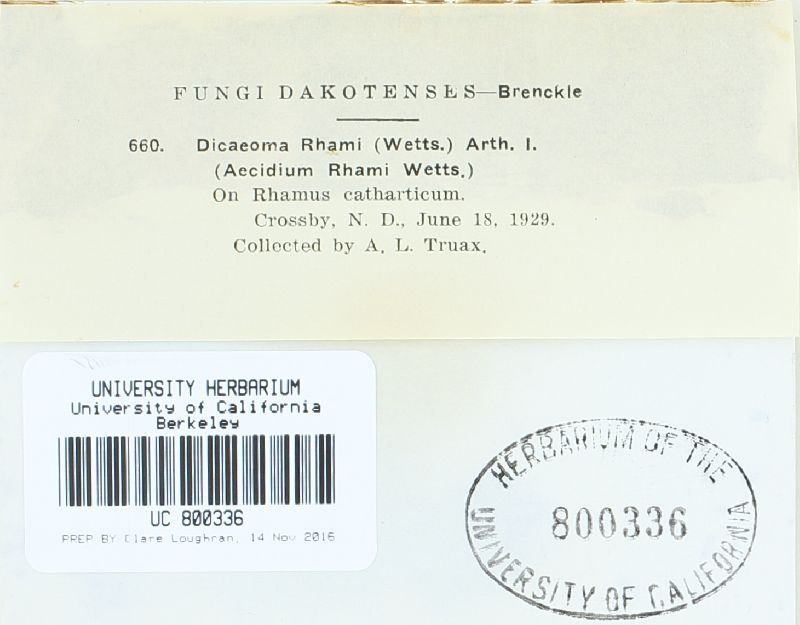 FUNGI DAKOTENSES—Brenckle
660. Dicaeoma Rhami (Wetts.) Arth. I.
(Aecidium Rhami Wetts.)
On Rhamus catharticum.
Crossby, N. D., June 18, 1929.
Collected by A. L. Truax.
UNIVERSITY HERBARIUM
University of California
Berkeley
UC 800336
PREP BY Clare Loughran, 14 Nov 2016
HERBARIUM OF THE
800336
UNIVERSITY OF CALIFORNIA